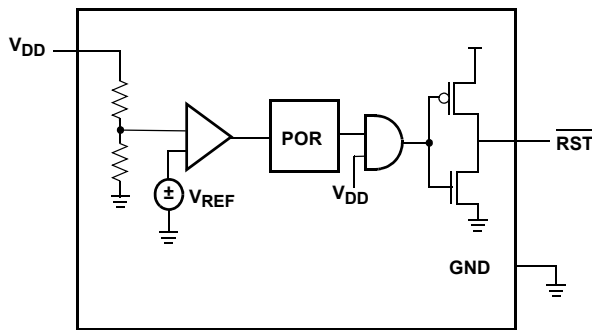 VDD
POR
VDD
RST
±
VREF
GND